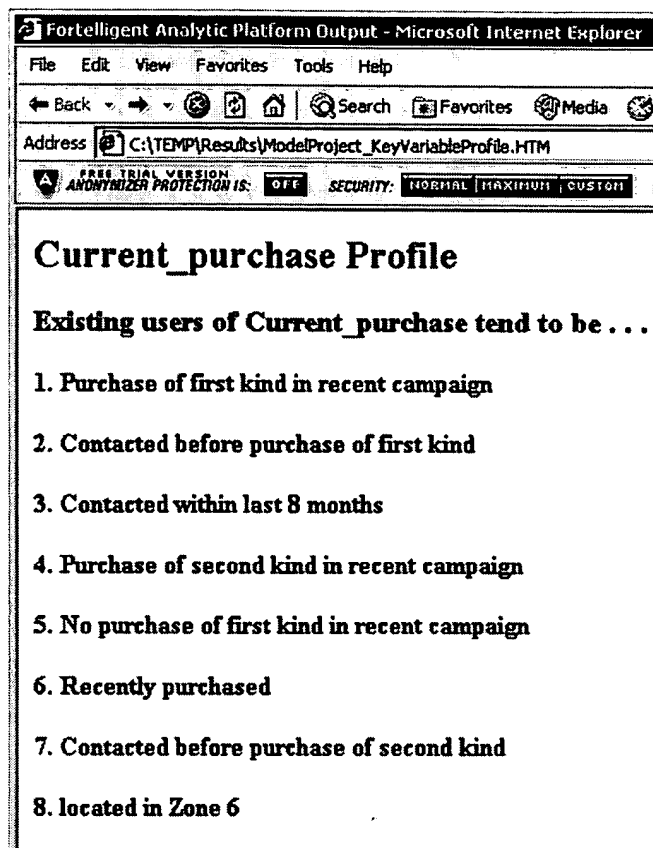 Fortelligent Analytic Platform Output - Microsoft Internet Explorer
File Edit View Favorites Tools Help
Back Search Favorites Media
Address C:\TEMP\Results\ModelProject_KeyVariableProfile.HTM
FREE TRIAL VERSION
ANONYMIZER PROTECTION IS: OFF SECURITY: NORMAL MAXIMUM CUSTOM
Current_purchase Profile
Existing users of Current_purchase tend to be . . .
1. Purchase of first kind in recent campaign
2. Contacted before purchase of first kind
3. Contacted within last 8 months
4. Purchase of second kind in recent campaign
5. No purchase of first kind in recent campaign
6. Recently purchased
7. Contacted before purchase of second kind
8. located in Zone 6